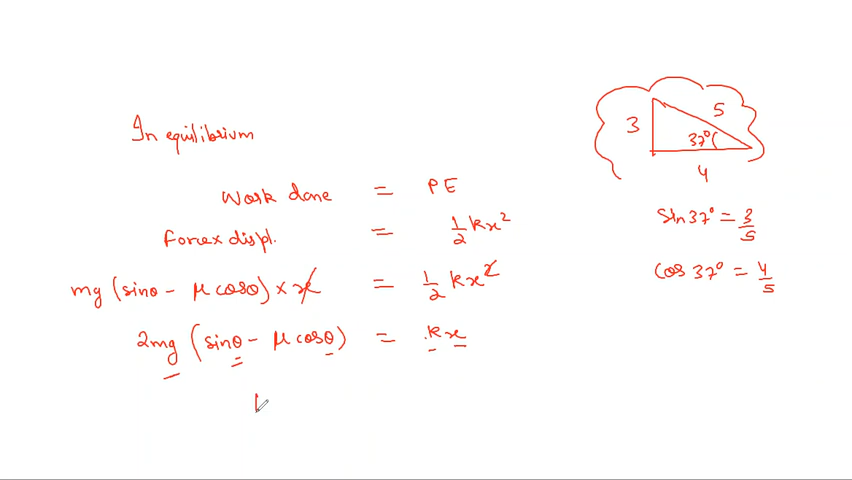 In equilibrium
Work done = PE
Force x displ. = 1/2 kx²
mg (sinθ - μ cosθ) × x = 1/2 kx²
2mg (sinθ - μ cosθ) = kx
3
5
37°
4
sin 37° = 3/5
cos 37° = 4/5